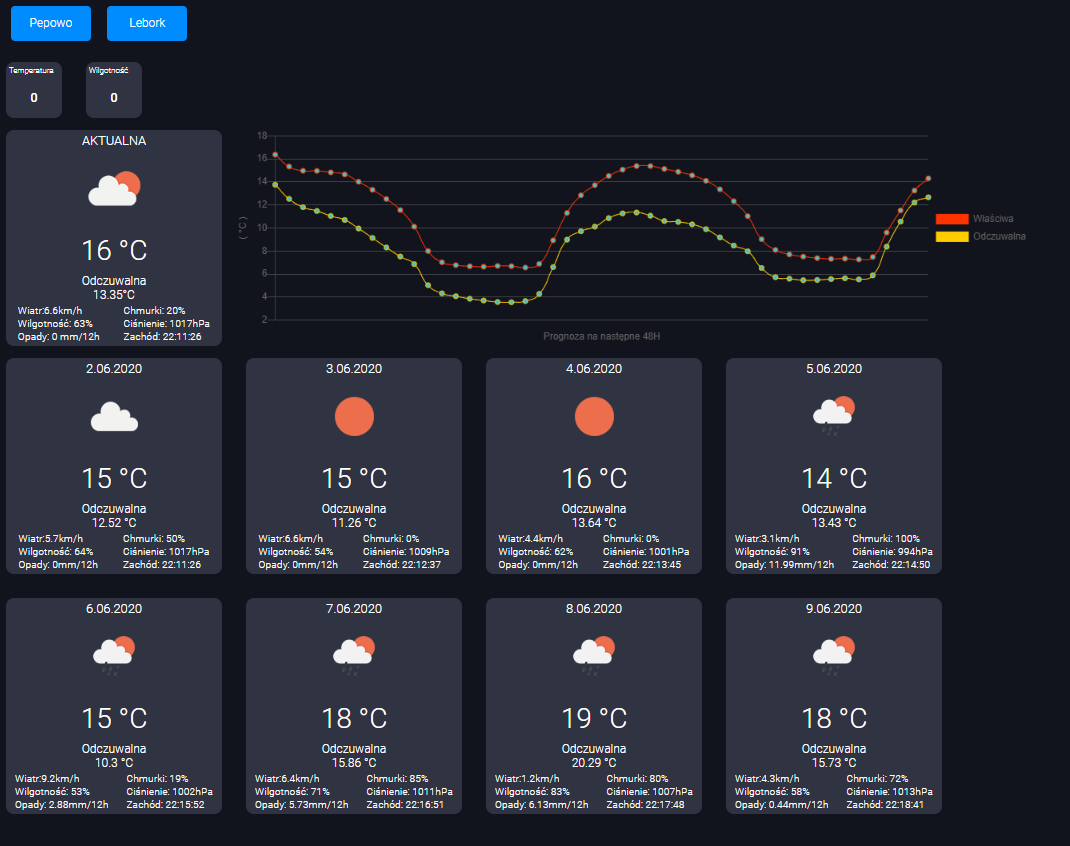 Pepowo Lebork
Temperatura Wilgotność
0 0
AKTUALNA
16 °C
Odczuwalna
13.35°C
Wiatr:6.6km/h Chmurki: 20%
Wilgotność: 63% Ciśnienie: 1017hPa
Opady: 0 mm/12h Zachód: 22:11:26
18
16
14
12
10
8
6
4
2
( °C )
Prognoza na następne 48H
Właściwa
Odczuwalna
2.06.2020
15 °C
Odczuwalna
12.52 °C
Wiatr:5.7km/h Chmurki: 50%
Wilgotność: 64% Ciśnienie: 1017hPa
Opady: 0mm/12h Zachód: 22:11:26
3.06.2020
15 °C
Odczuwalna
11.26 °C
Wiatr:6.6km/h Chmurki: 0%
Wilgotność: 54% Ciśnienie: 1009hPa
Opady: 0mm/12h Zachód: 22:12:37
4.06.2020
16 °C
Odczuwalna
13.64 °C
Wiatr:4.4km/h Chmurki: 0%
Wilgotność: 62% Ciśnienie: 1001hPa
Opady: 0mm/12h Zachód: 22:13:45
5.06.2020
14 °C
Odczuwalna
13.43 °C
Wiatr:3.1km/h Chmurki: 100%
Wilgotność: 91% Ciśnienie: 994hPa
Opady: 11.99mm/12h Zachód: 22:14:50
6.06.2020
15 °C
Odczuwalna
10.3 °C
Wiatr:9.2km/h Chmurki: 19%
Wilgotność: 53% Ciśnienie: 1002hPa
Opady: 2.88mm/12h Zachód: 22:15:52
7.06.2020
18 °C
Odczuwalna
15.86 °C
Wiatr:6.4km/h Chmurki: 85%
Wilgotność: 71% Ciśnienie: 1011hPa
Opady: 5.73mm/12h Zachód: 22:16:51
8.06.2020
19 °C
Odczuwalna
20.29 °C
Wiatr:1.2km/h Chmurki: 80%
Wilgotność: 83% Ciśnienie: 1007hPa
Opady: 6.13mm/12h Zachód: 22:17:48
9.06.2020
18 °C
Odczuwalna
15.73 °C
Wiatr:4.3km/h Chmurki: 72%
Wilgotność: 58% Ciśnienie: 1013hPa
Opady: 0.44mm/12h Zachód: 22:18:41